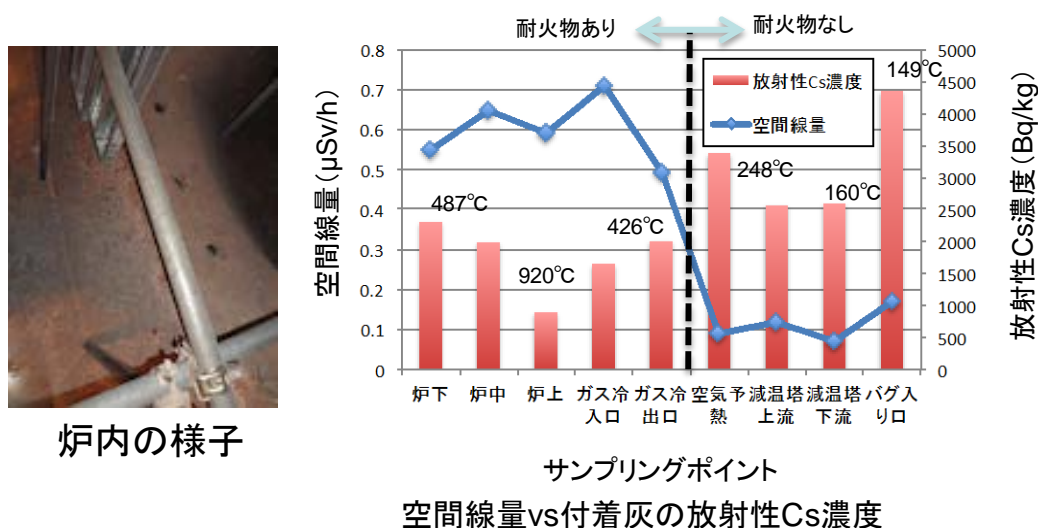 耐火物あり
耐火物なし
0.8
0.7
0.6
0.5
0.4
0.3
0.2
0.1
0
空間線量（μSv/h）
5000
4500
4000
3500
3000
2500
2000
1500
1000
500
0
放射性Cs濃度（Bq/kg）
放射性Cs濃度
空間線量
487℃
920℃
426℃
248℃
160℃
149℃
炉下
炉中
炉上
ガス冷
入口
ガス冷
出口
空気予
熱
減温塔
上流
減温塔
下流
バグ入
り口
炉内の様子
サンプリングポイント
空間線量vs付着灰の放射性Cs濃度